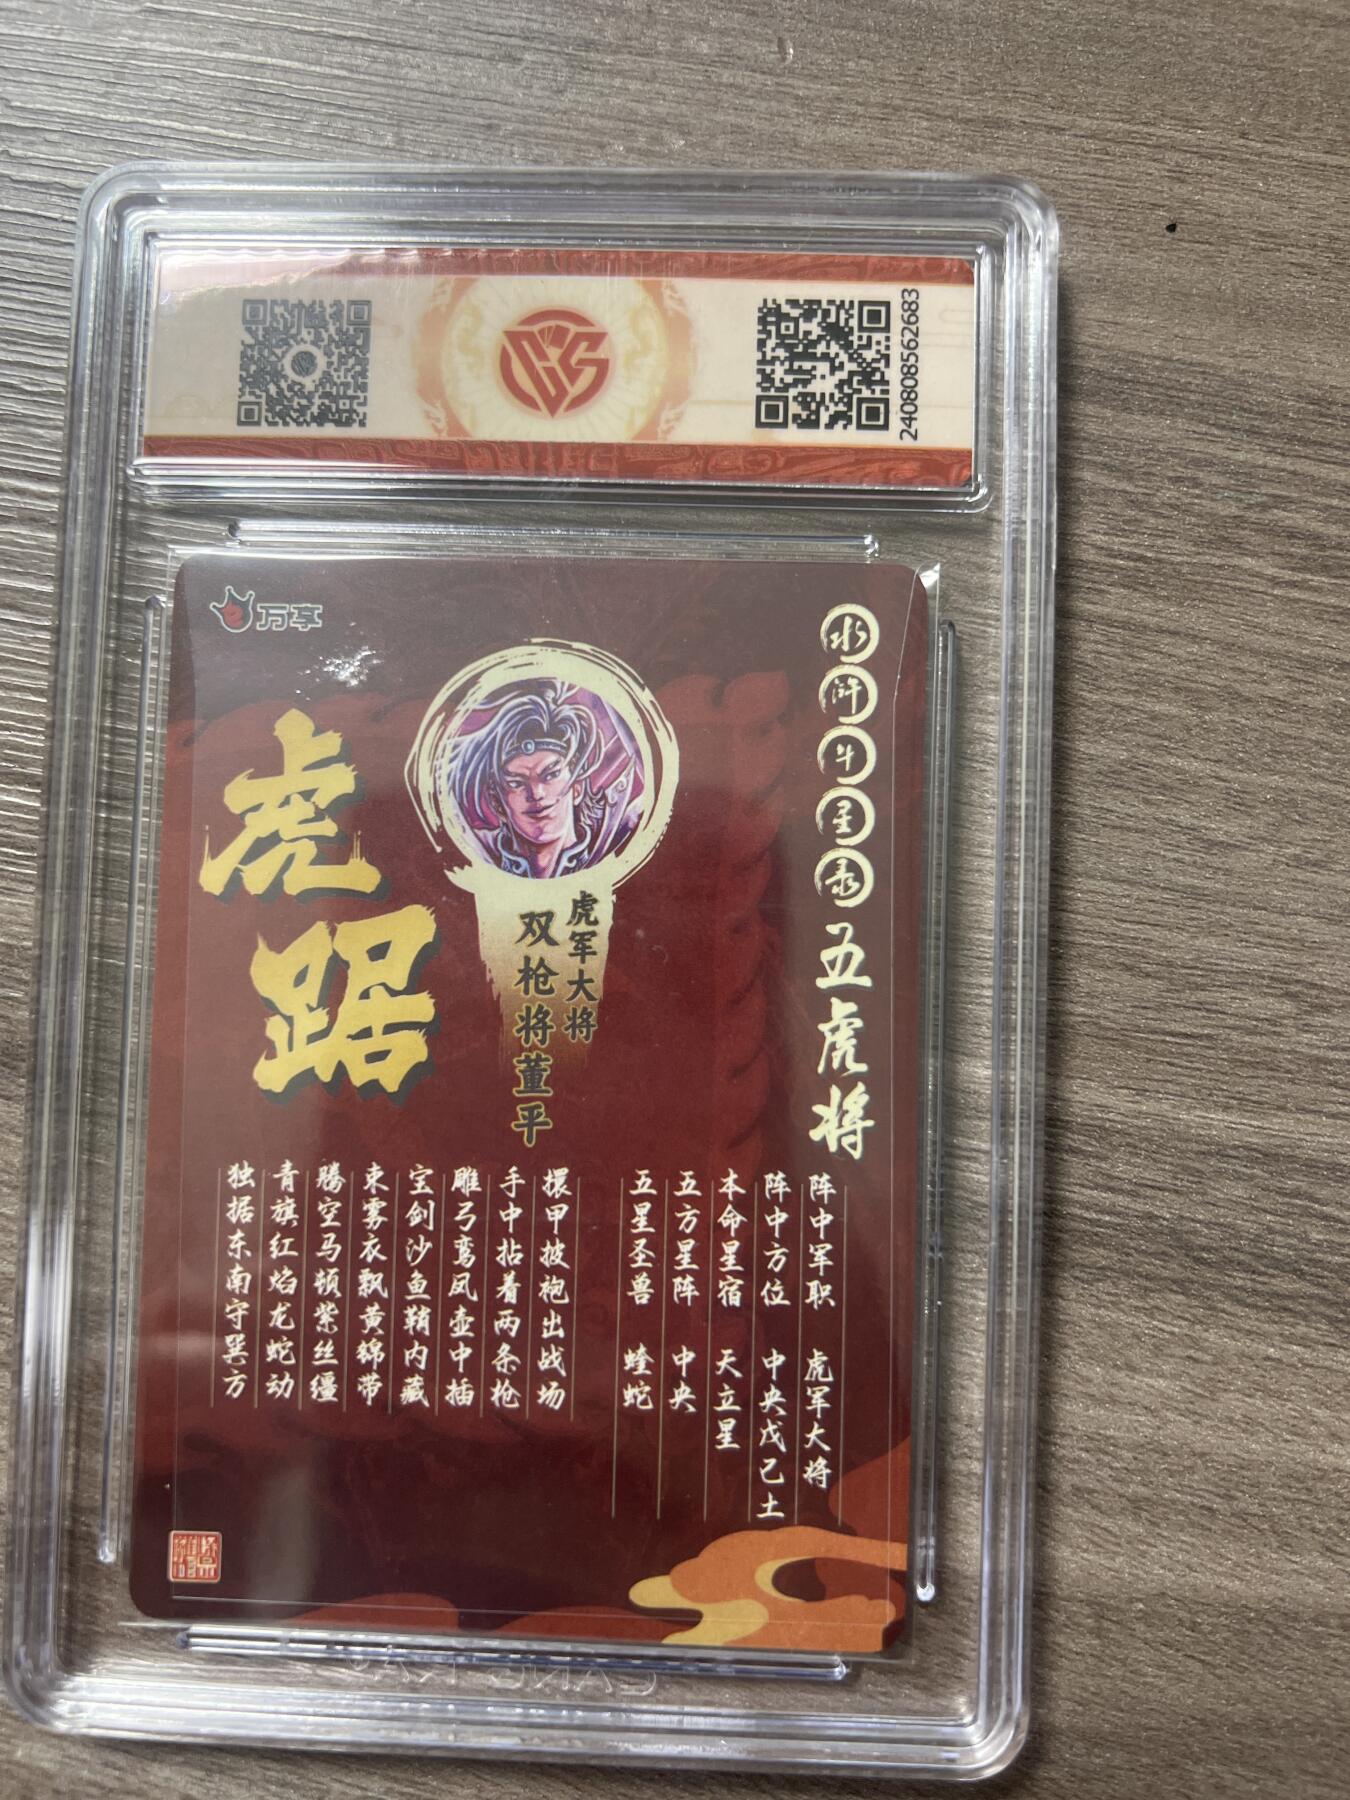 240808562683
万享
水浒斗星录 五虎将
虎踞
虎军大将
双枪将董平
阵中军职 虎军大将
阵中方位 中央戊己土
本命星宿 天立星
五方星阵 中央
五星圣兽 螣蛇
擐甲披袍出战场
手中拈着两条枪
雕弓鸾凤壶中插
宝剑沙鱼鞘内藏
束雾衣飘黄锦带
腾空马顿紫丝缰
青旗红焰龙蛇动
独据东南守巽方